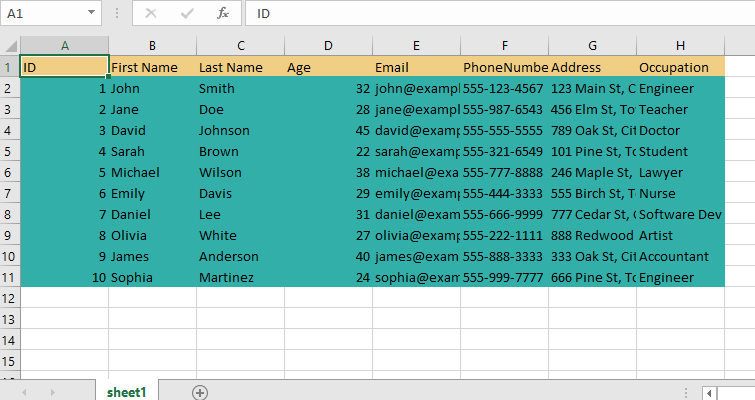 A1 fx ID
A B C D E F G H
1 ID First Name Last Name Age Email PhoneNumbe Address Occupation
2 1 John Smith 32 john@exampl 555-123-4567 123 Main St, C Engineer
3 2 Jane Doe 28 jane@exampl 555-987-6543 456 Elm St, To Teacher
4 3 David Johnson 45 david@examp 555-555-5555 789 Oak St, Cit Doctor
5 4 Sarah Brown 22 sarah@examp 555-321-6549 101 Pine St, To Student
6 5 Michael Wilson 38 michael@exa 555-777-8888 246 Maple St, Lawyer
7 6 Emily Davis 29 emily@examp 555-444-3333 555 Birch St, T Nurse
8 7 Daniel Lee 31 daniel@exam 555-666-9999 777 Cedar St, Software Dev
9 8 Olivia White 27 olivia@examp 555-222-1111 888 Redwood Artist
10 9 James Anderson 40 james@exam 555-888-3333 333 Oak St, Cit Accountant
11 10 Sophia Martinez 24 sophia@exam 555-999-7777 666 Pine St, To Engineer
12
13
14
15
sheet1